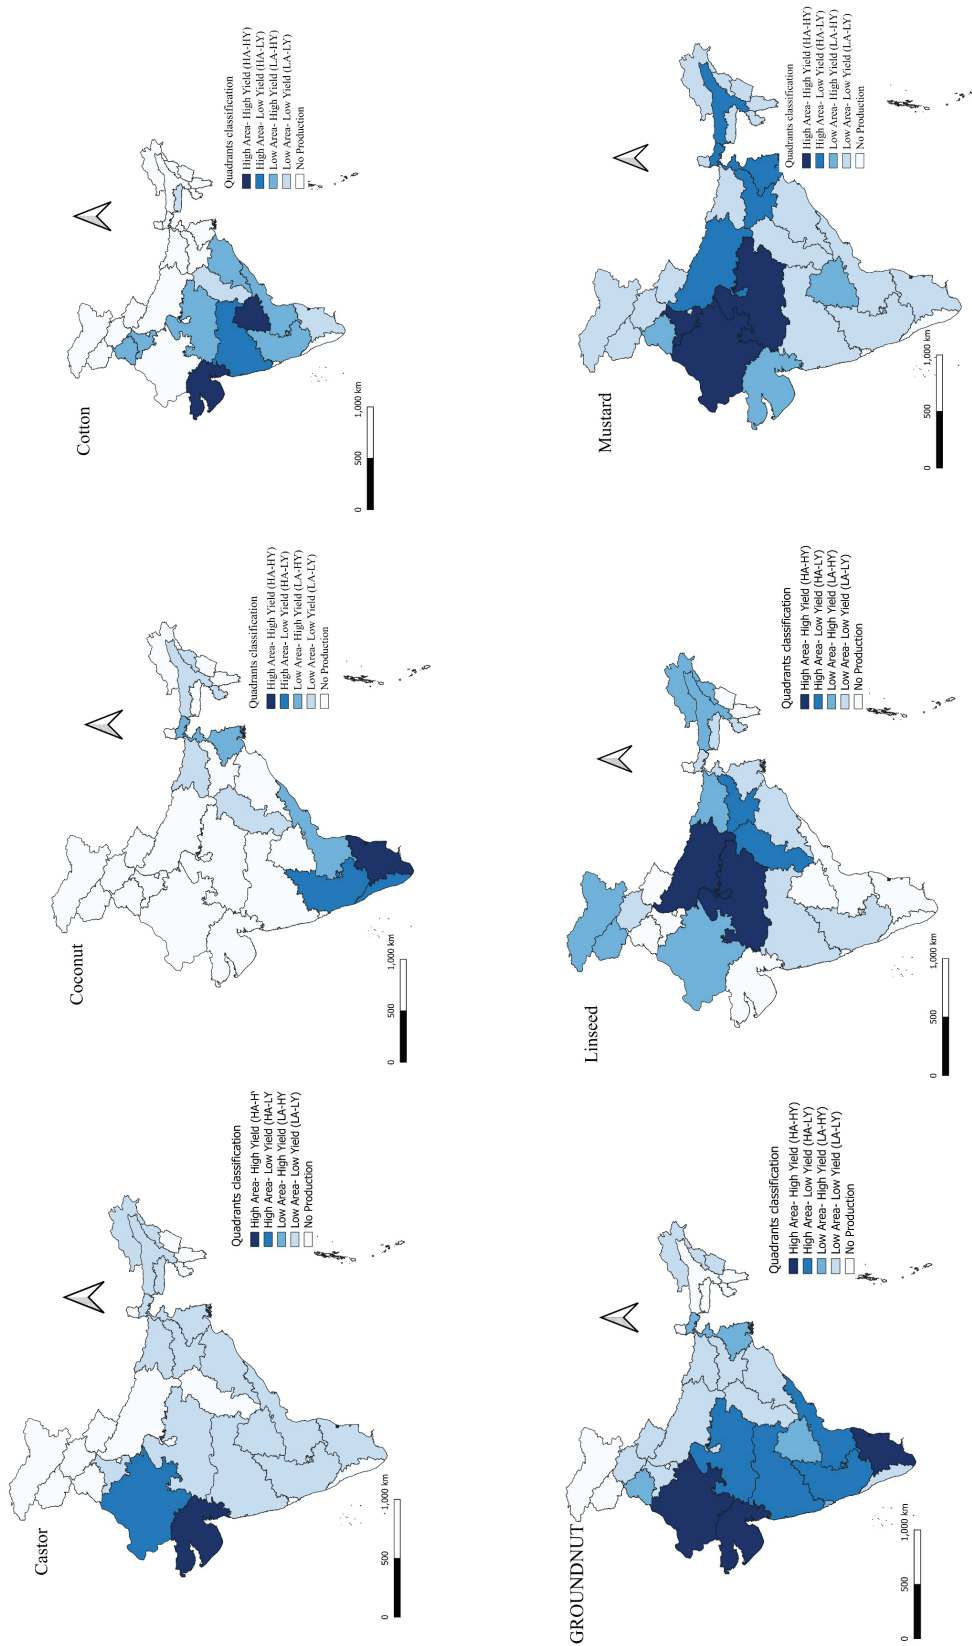 Castor
Quadrants classification
High Area- High Yield (HA-H
High Area- Low Yield (HA-LY
Low Area- High Yield (LA-HY
Low Area- Low Yield (LA-LY)
No Production
0 500 1,000 km
Coconut
Quadrants classification
High Area- High Yield (HA-HY)
High Area- Low Yield (HA-LY)
Low Area- High Yield (LA-HY)
Low Area- Low Yield (LA-LY)
No Production
0 500 1,000 km
Cotton
Quadrants classification
High Area- High Yield (HA-HY)
High Area- Low Yield (HA-LY)
Low Area- High Yield (LA-HY)
Low Area- Low Yield (LA-LY)
No Production
0 500 1,000 km
GROUNDNUT
Quadrants classification
High Area- High Yield (HA-HY)
High Area- Low Yield (HA-LY)
Low Area- High Yield (LA-HY)
Low Area- Low Yield (LA-LY)
No Production
0 500 1,000 km
Linseed
Quadrants classification
High Area- High Yield (HA-HY)
High Area- Low Yield (HA-LY)
Low Area- High Yield (LA-HY)
Low Area- Low Yield (LA-LY)
No Production
0 500 1,000 km
Mustard
Quadrants classification
High Area- High Yield (HA-HY)
High Area- Low Yield (HA-LY)
Low Area- High Yield (LA-HY)
Low Area- Low Yield (LA-LY)
No Production
0 500 1,000 km